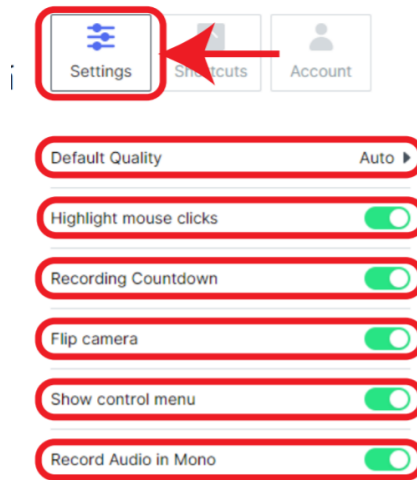 Settings Shortcuts Account
Default Quality Auto
Highlight mouse clicks
Recording Countdown
Flip camera
Show control menu
Record Audio in Mono